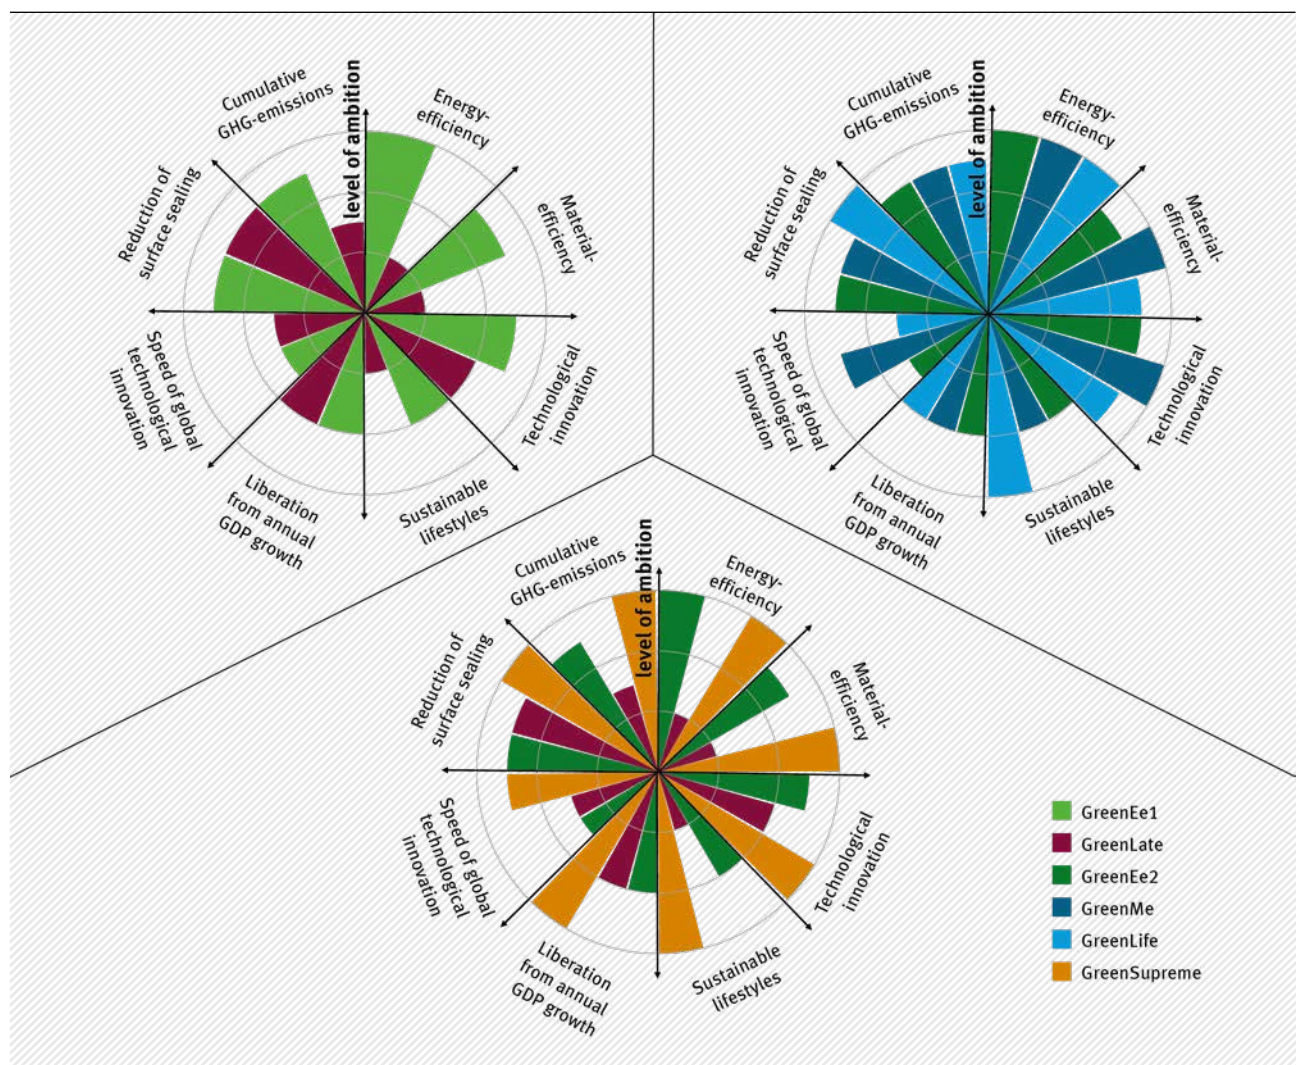 level of ambition
Energy-
efficiency
Material-
efficiency
Technological
innovation
Sustainable
lifestyles
Liberation
from annual
GDP growth
Speed of global
technological
innovation
Reduction of
surface sealing
Cumulative
GHG-emissions
level of ambition
Energy-
efficiency
Material-
efficiency
Technological
innovation
Sustainable
lifestyles
Liberation
from annual
GDP growth
Speed of global
technological
innovation
Reduction of
surface sealing
Cumulative
GHG-emissions
level of ambition
Energy-
efficiency
Material-
efficiency
Technological
innovation
Sustainable
lifestyles
Liberation
from annual
GDP growth
Speed of global
technological
innovation
Reduction of
surface sealing
Cumulative
GHG-emissions
GreenEe1
GreenLate
GreenEe2
GreenMe
GreenLife
GreenSupreme